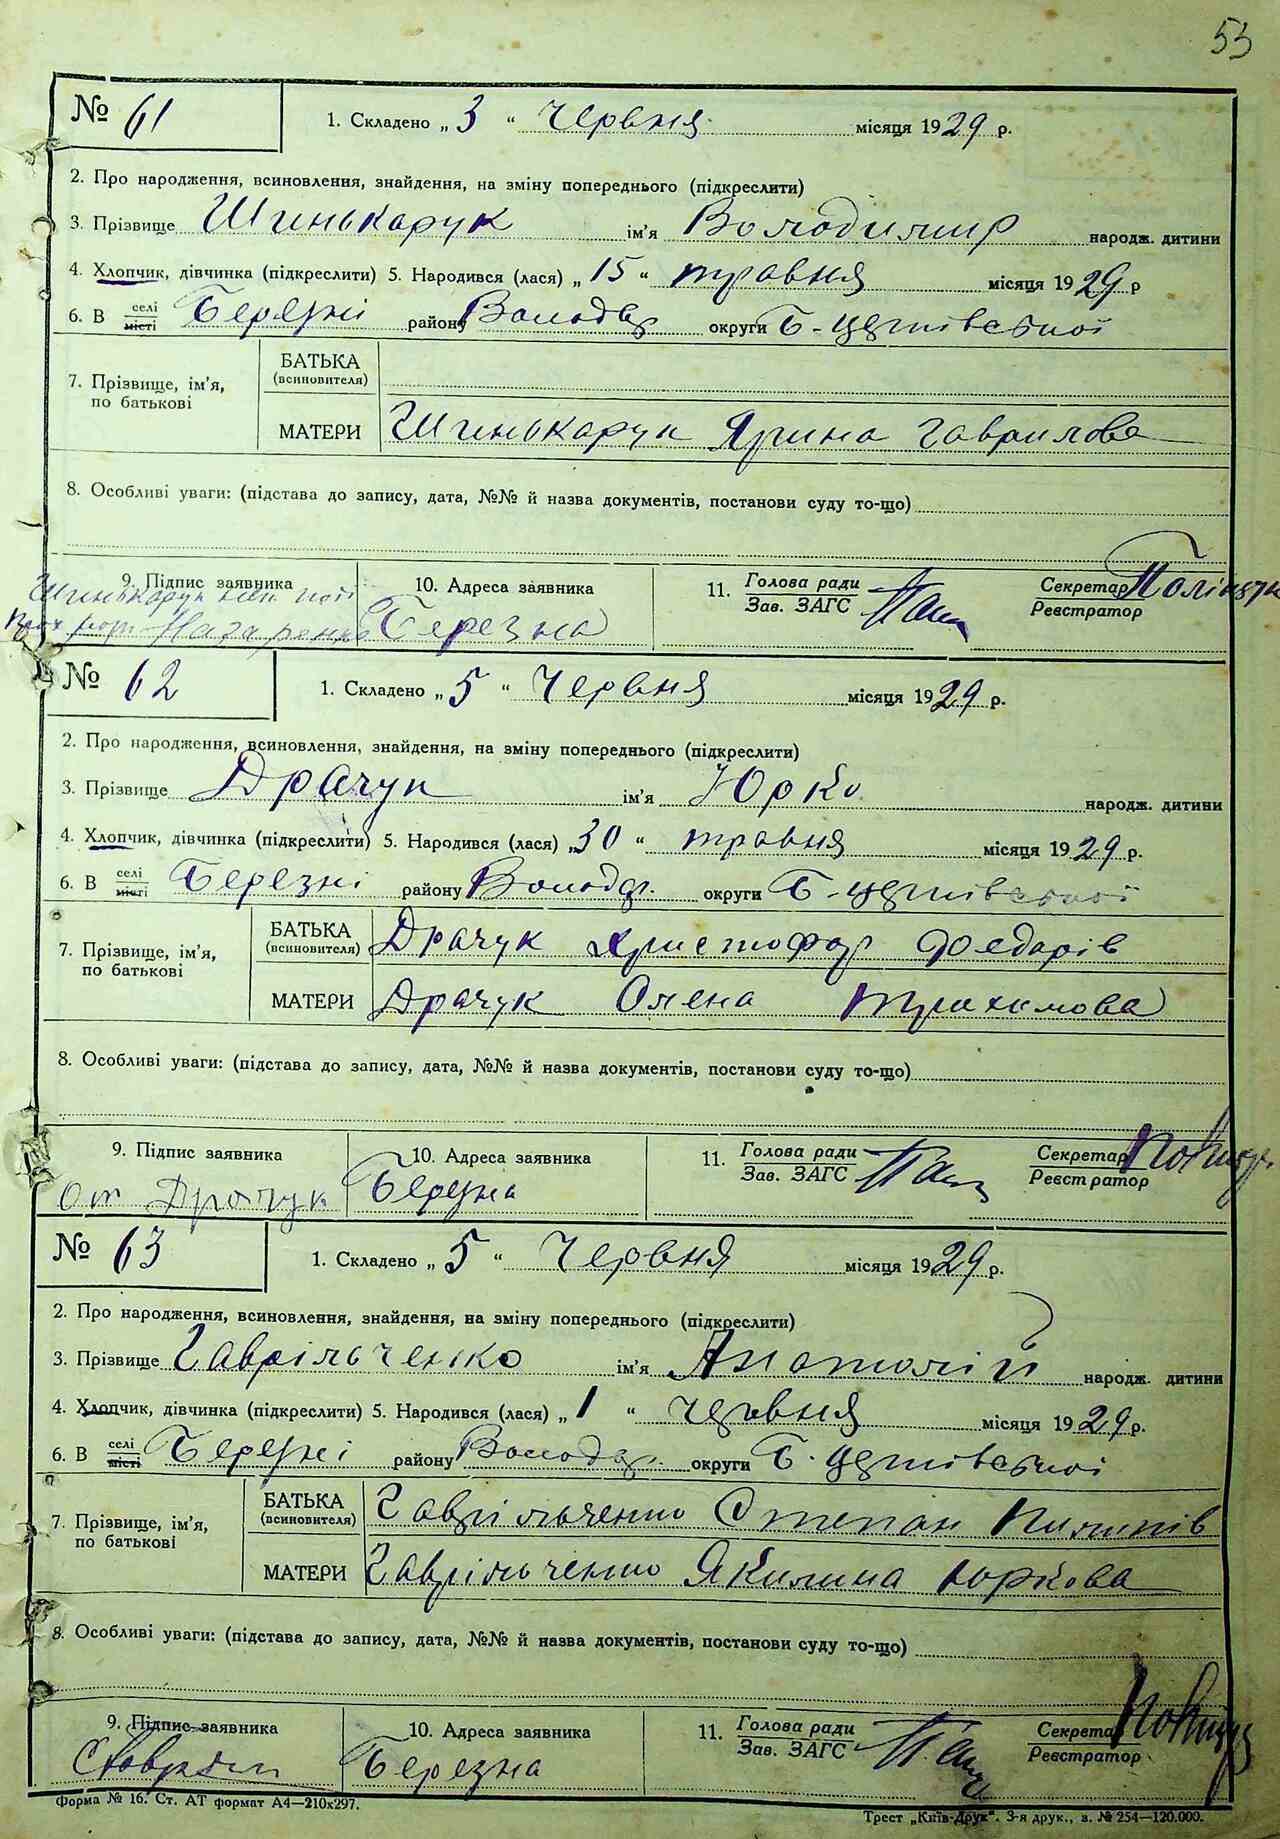 53
№ 61 1. Складено „ 3 “ Червня місяця 1929 р.
2. Про народження, всиновлення, знайдення, на зміну попереднього (підкреслити)
3. Прізвище Шинькарук ім'я Володимир народж. дитини
4. Хлопчик, дівчинка (підкреслити) 5. Народився (лася) „ 15 “ травня місяця 1929 р
6. В селі місті Березні району Володар округи Б-церківської
7. Прізвище, ім'я, по батькові
БАТЬКА (всиновителя)
МАТЕРИ Шинькарук Ярина Гаврилова
8. Особливі уваги: (підстава до запису, дата, №№ й назва документів, постанови суду то-що)
9. Підпис заявника 10. Адреса заявника 11. Голова ради Зав. ЗАГС Секретар Реєстратор
Шинькарук
Назаренко Березна
№ 62 1. Складено „ 5 “ Червня місяця 1929 р.
2. Про народження, всиновлення, знайдення, на зміну попереднього (підкреслити)
3. Прізвище Драчук ім'я Юрко народж. дитини
4. Хлопчик, дівчинка (підкреслити) 5. Народився (лася) „ 30 “ травня місяця 1929 р.
6. В селі місті Березні району Володар. округи Б-церківської
7. Прізвище, ім'я, по батькові
БАТЬКА (всиновителя) Драчук Христофор
МАТЕРИ Драчук Олена Трохимова
8. Особливі уваги: (підстава до запису, дата, №№ й назва документів, постанови суду то-що)
9. Підпис заявника 10. Адреса заявника 11. Голова ради Зав. ЗАГС Секретар Реєстратор
Драчук Березна
№ 63 1. Складено „ 5 “ Червня місяця 1929 р.
2. Про народження, всиновлення, знайдення, на зміну попереднього (підкреслити)
3. Прізвище Гаврільченко ім'я Анатолій народж. дитини
4. Хлопчик, дівчинка (підкреслити) 5. Народився (лася) „ 1 “ червня місяця 1929 р.
6. В селі місті Березні району Володар. округи Б. церківської
7. Прізвище, ім'я, по батькові
БАТЬКА (всиновителя) Гаврільченко Степан Пилипів
МАТЕРИ Гаврільченко Якилина Юркова
8. Особливі уваги: (підстава до запису, дата, №№ й назва документів, постанови суду то-що)
9. Підпис заявника 10. Адреса заявника 11. Голова ради Зав. ЗАГС Секретар Реєстратор
Березна
Форма № 16. Ст. АТ формат А4—210х297. Трест „Київ-Друк“. 3-я друк., з. № 254—120.000.